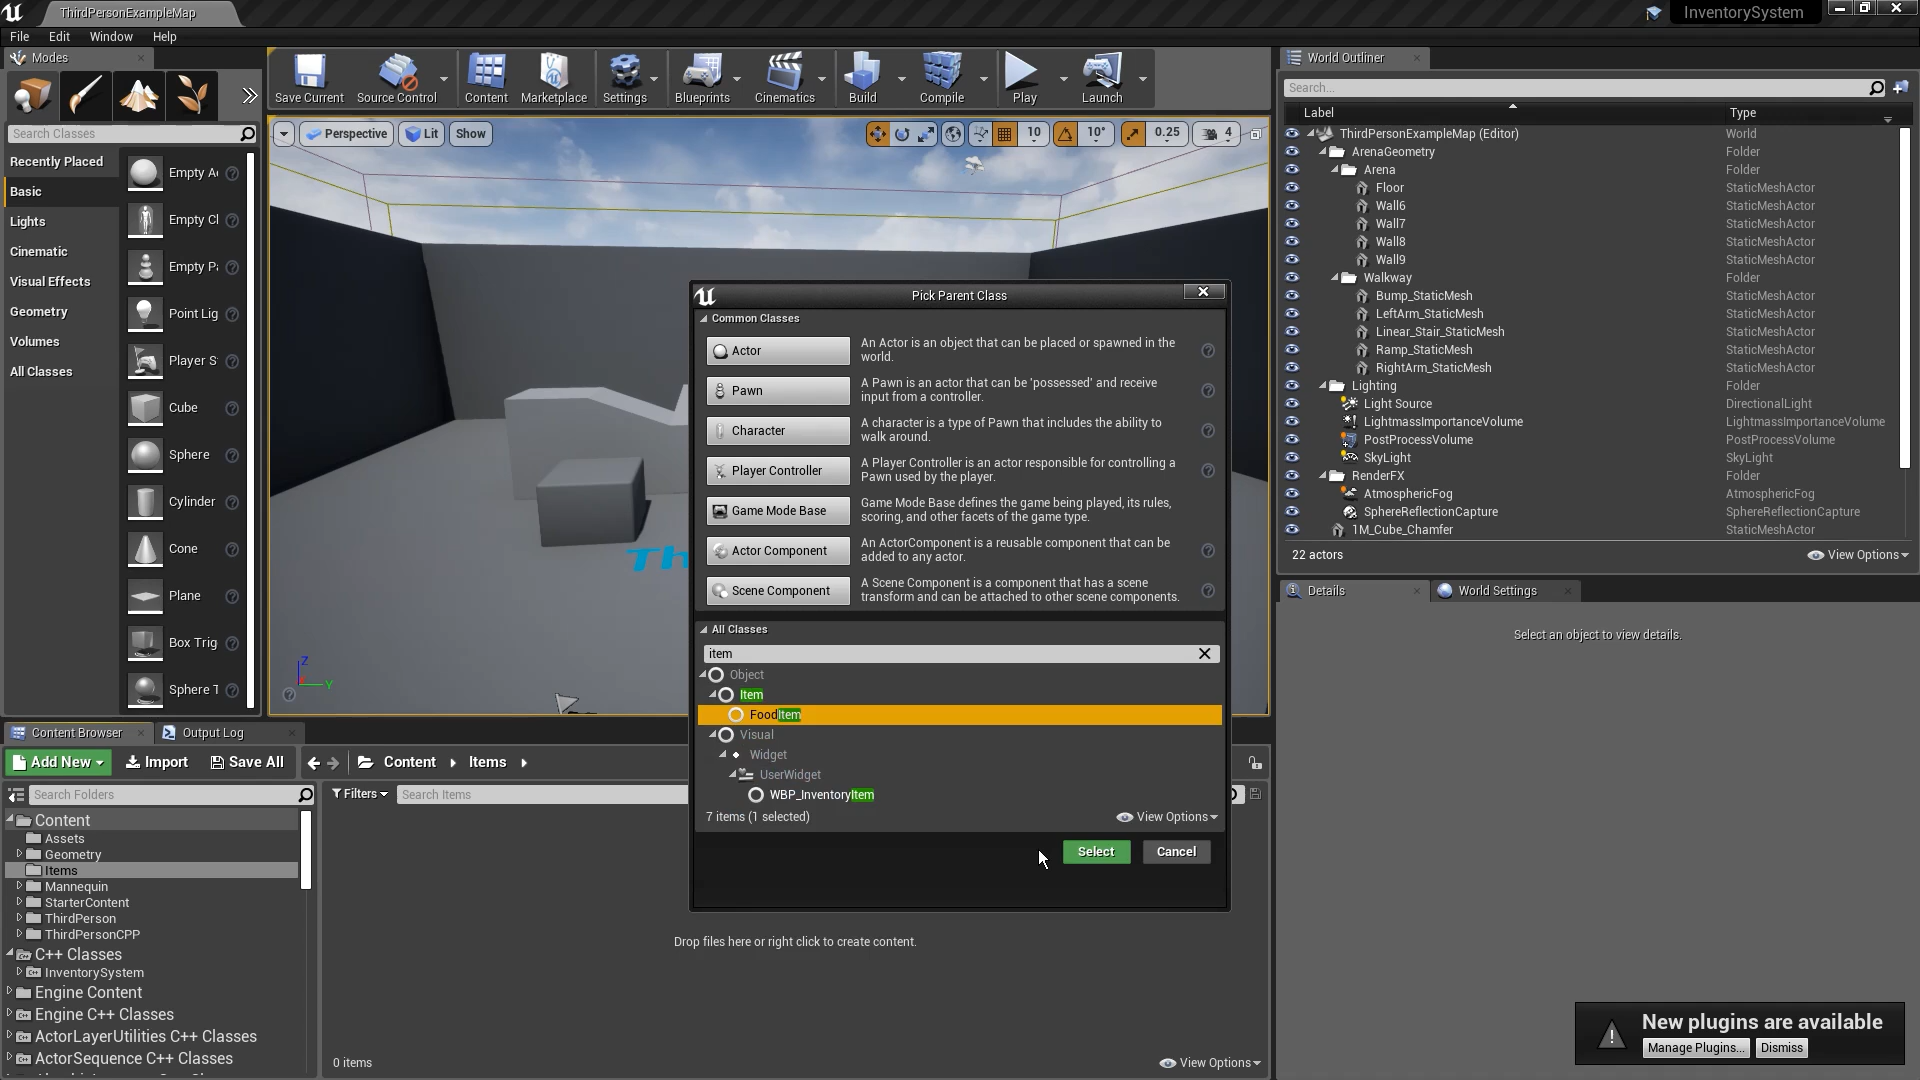 ThirdPersonExampleMap
InventorySystem
File Edit Window Help
Modes
Search Classes
Recently Placed
Basic
Lights
Cinematic
Visual Effects
Geometry
Volumes
All Classes
Empty A
Empty Cl
Empty P
Point Lig
Player S
Cube
Sphere
Cylinder
Cone
Plane
Box Trig
Sphere T
Save Current
Source Control
Content
Marketplace
Settings
Blueprints
Cinematics
Build
Compile
Play
Launch
Perspective Lit Show 10 10° 0.25 4
Th
Z
Y
Pick Parent Class
Common Classes
Actor
An Actor is an object that can be placed or spawned in the
world.
Pawn
A Pawn is an actor that can be 'possessed' and receive
input from a controller.
Character
A character is a type of Pawn that includes the ability to
walk around.
Player Controller
A Player Controller is an actor responsible for controlling a
Pawn used by the player.
Game Mode Base
Game Mode Base defines the game being played, its rules,
scoring, and other facets of the game type.
Actor Component
An ActorComponent is a reusable component that can be
added to any actor.
Scene Component
A Scene Component is a component that has a scene
transform and can be attached to other scene components.
All Classes
item
Object
Item
FoodItem
Visual
Widget
UserWidget
WBP_InventoryItem
7 items (1 selected)
View Options
Select Cancel
World Outliner
Search...
Label Type
ThirdPersonExampleMap (Editor) World
ArenaGeometry Folder
Arena Folder
Floor StaticMeshActor
Wall6 StaticMeshActor
Wall7 StaticMeshActor
Wall8 StaticMeshActor
Wall9 StaticMeshActor
Walkway Folder
Bump_StaticMesh StaticMeshActor
LeftArm_StaticMesh StaticMeshActor
Linear_Stair_StaticMesh StaticMeshActor
Ramp_StaticMesh StaticMeshActor
RightArm_StaticMesh StaticMeshActor
Lighting Folder
Light Source DirectionalLight
LightmassImportanceVolume LightmassImportanceVolume
PostProcessVolume PostProcessVolume
SkyLight SkyLight
RenderFX Folder
AtmosphericFog AtmosphericFog
SphereReflectionCapture SphereReflectionCapture
1M_Cube_Chamfer StaticMeshActor
22 actors View Options
Details World Settings
Select an object to view details.
Content Browser Output Log
Add New Import Save All Content Items
Search Folders
Filters Search Items
Content
Assets
Geometry
Items
Mannequin
StarterContent
ThirdPerson
ThirdPersonCPP
C++ Classes
InventorySystem
Engine Content
Engine C++ Classes
ActorLayerUtilities C++ Classes
ActorSequence C++ Classes
Drop files here or right click to create content.
0 items View Options
New plugins are available
Manage Plugins... Dismiss